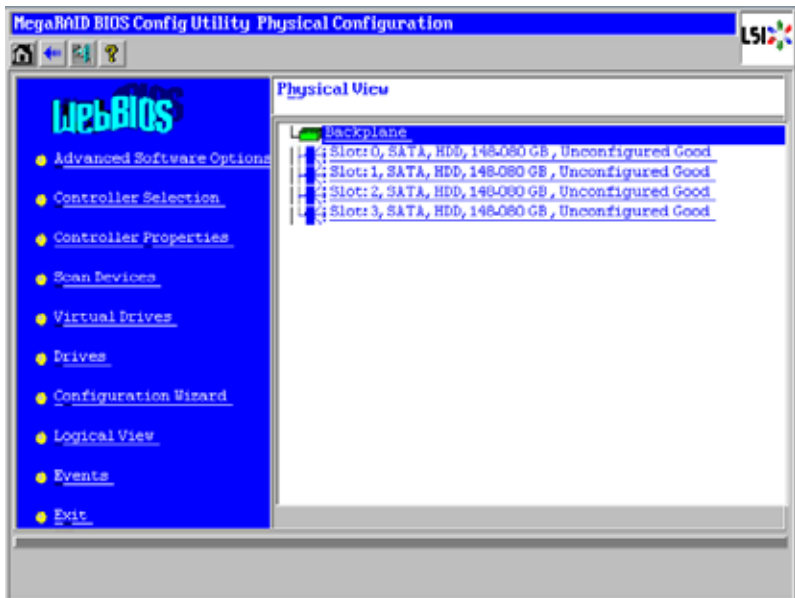 MegaRAID BIOS Config Utility Physical Configuration
LSI
WebBIOS
Advanced Software Options
Controller Selection
Controller Properties
Scan Devices
Virtual Drives
Drives
Configuration Wizard
Logical View
Events
Exit
Physical View
Backplane
Slot: 0, SATA, HDD, 148.080 GB, Unconfigured Good
Slot: 1, SATA, HDD, 148.080 GB, Unconfigured Good
Slot: 2, SATA, HDD, 148.080 GB, Unconfigured Good
Slot: 3, SATA, HDD, 148.080 GB, Unconfigured Good